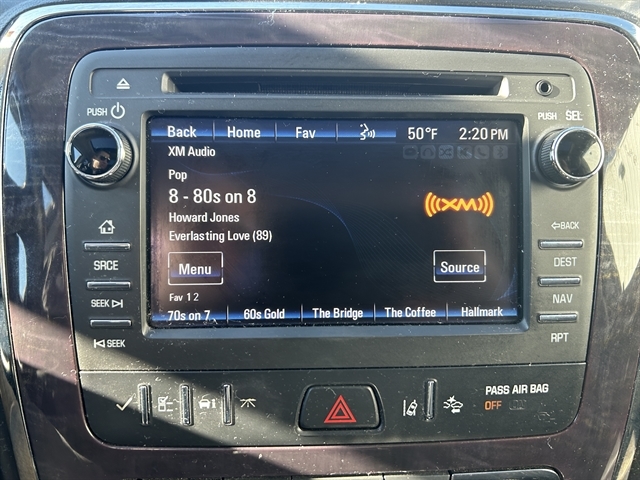 PUSH
PUSH SEL
Back Home Fav 50°F 2:20 PM
XM Audio
Pop
8 - 80s on 8
Howard Jones
Everlasting Love (89)
((XM))
Menu
Source
Fav 1 2
70s on 7 60s Gold The Bridge The Coffee Hallmark
SRCE
SEEK
SEEK
BACK
DEST
NAV
RPT
PASS AIR BAG
OFF